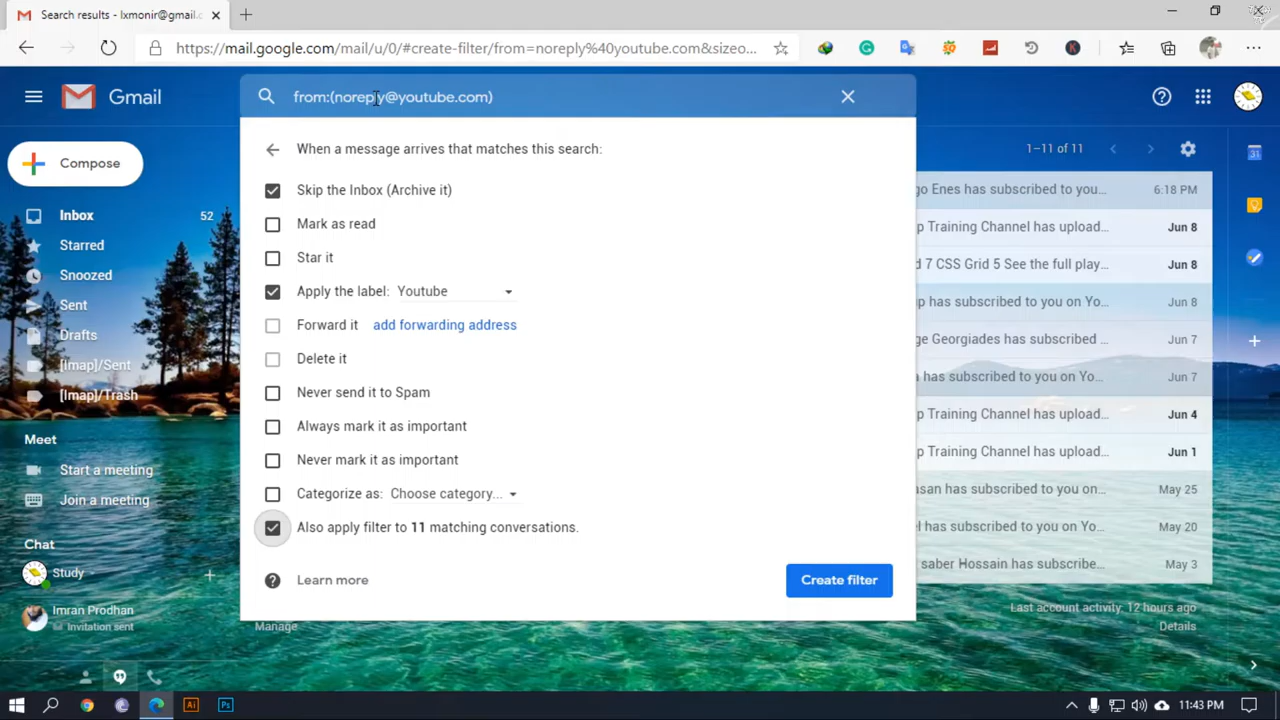 Search results - lxmonir@gmail.c
https://mail.google.com/mail/u/0/#create-filter/from=noreply%40youtube.com&sizeo...
Gmail
from:(noreply@youtube.com)
Compose
When a message arrives that matches this search:
1–11 of 11
Skip the Inbox (Archive it)
Inbox 52
go Enes has subscribed to you... 6:18 PM
Mark as read
p Training Channel has upload... Jun 8
Starred
Star it
d 7 CSS Grid 5 See the full play... Jun 8
Snoozed
Apply the label: Youtube
ap has subscribed to you on Yo... Jun 8
Sent
Forward it add forwarding address
Drafts
ge Georgiades has subscribed... Jun 7
Delete it
[Imap]/Sent
a has subscribed to you on Yo... Jun 7
Never send it to Spam
[Imap]/Trash
p Training Channel has upload... Jun 4
Always mark it as important
Meet
p Training Channel has upload... Jun 1
Never mark it as important
Start a meeting
asan has subscribed to you on... May 25
Categorize as: Choose category...
Join a meeting
el has subscribed to you on Yo... May 20
Also apply filter to 11 matching conversations.
Chat
saber Hossain has subscribe... May 3
Study
Learn more
Create filter
Imran Prodhan
Invitation sent
Last account activity: 12 hours ago
Manage
Details
Ai
Ps
11:43 PM